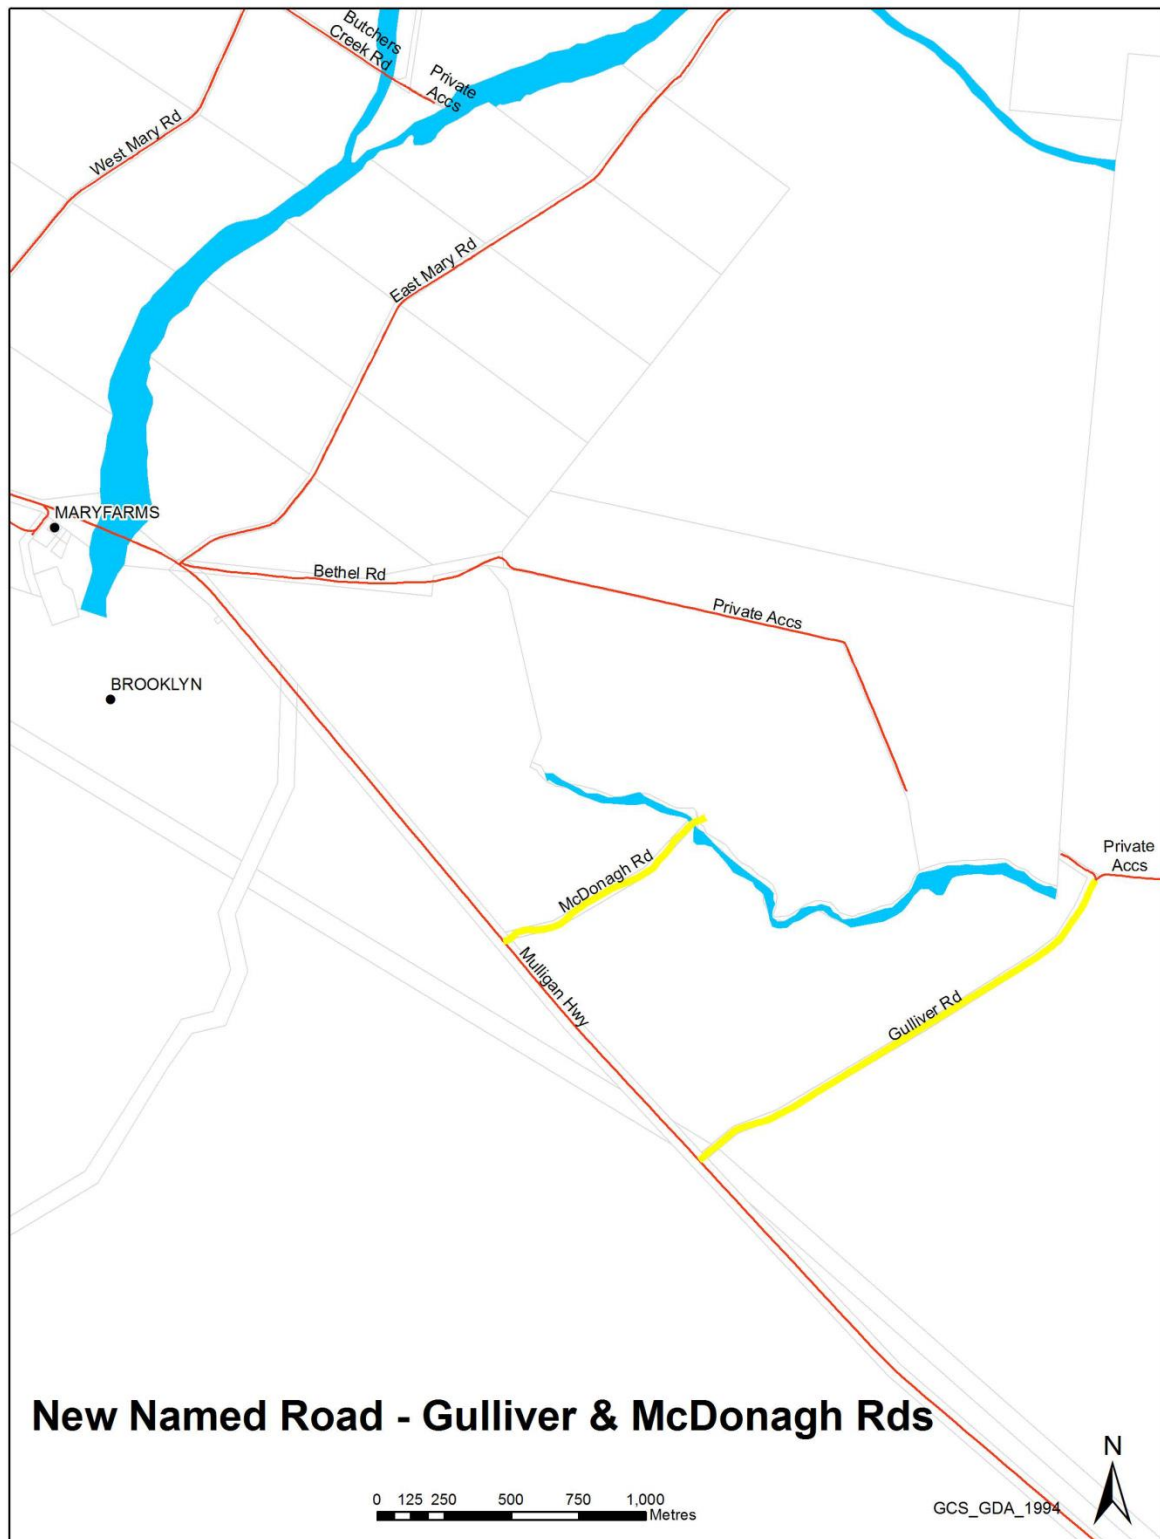 Butchers
Creek Rd
Private
Accs
West Mary Rd
East Mary Rd
MARYFARMS
Bethel Rd
Private Accs
BROOKLYN
McDonagh Rd
Private
Accs
Mulligan Hwy
Gulliver Rd
New Named Road - Gulliver & McDonagh Rds
N
0 125 250 500 750 1,000
Metres
GCS_GDA_1994